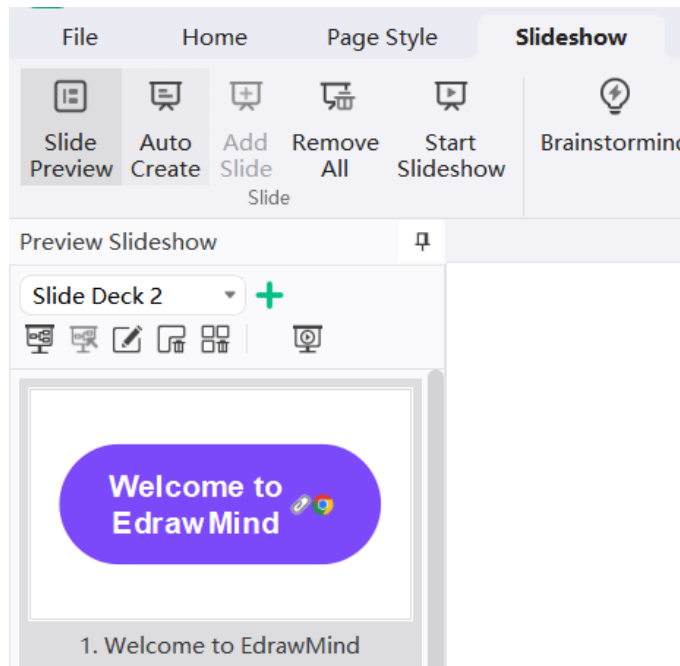 File Home Page Style Slideshow
Slide Preview
Auto Create
Add Slide
Remove All
Start Slideshow
Brainstormin
Slide
Preview Slideshow
Slide Deck 2
Welcome to
EdrawMind
1. Welcome to EdrawMind